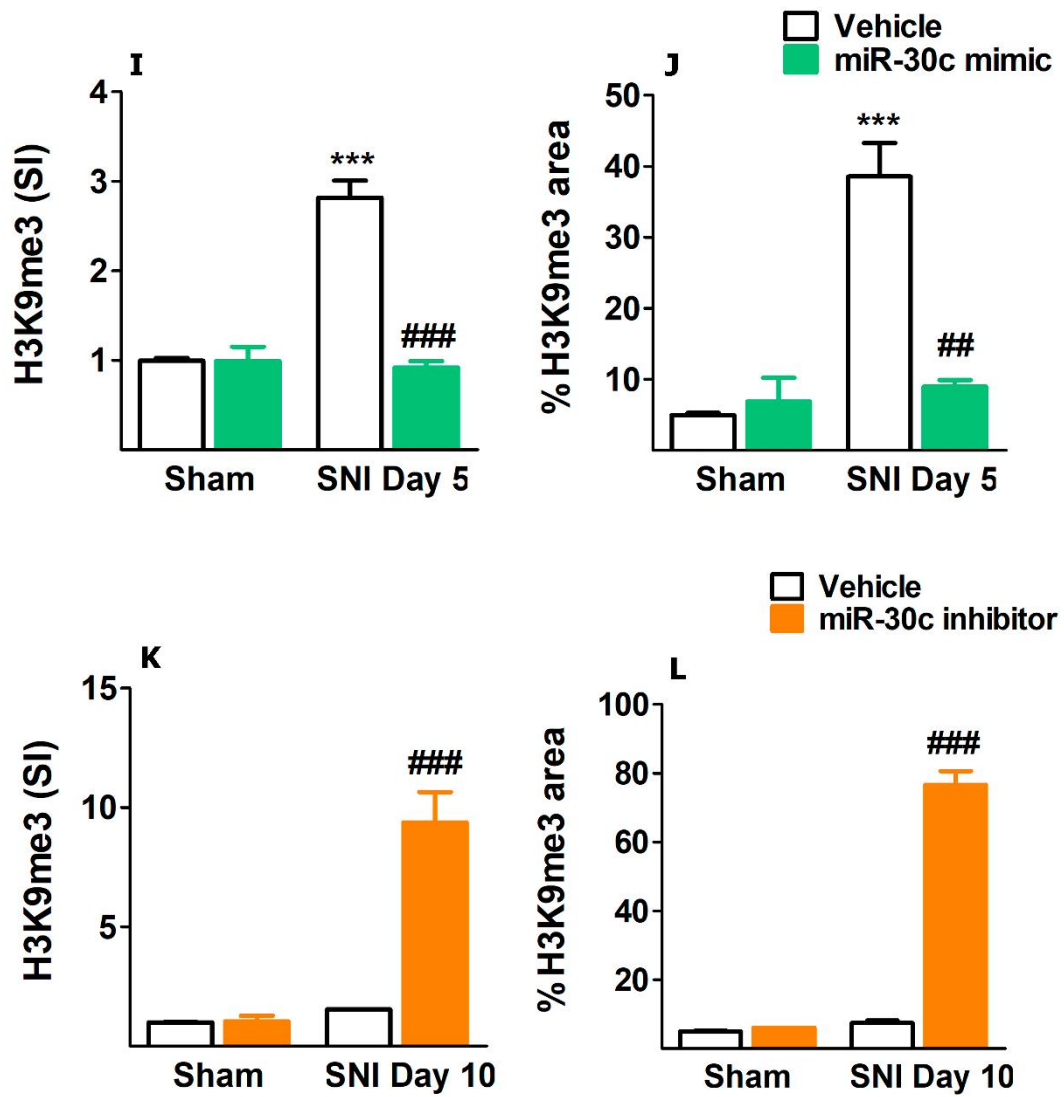 Vehicle
miR-30c mimic
I
H3K9me3 (SI)
4
3
2
1
***
###
Sham
SNI Day 5
J
% H3K9me3 area
50
40
30
20
10
***
##
Sham
SNI Day 5
Vehicle
miR-30c inhibitor
K
H3K9me3 (SI)
15
10
5
###
Sham
SNI Day 10
L
% H3K9me3 area
100
80
60
40
20
###
Sham
SNI Day 10